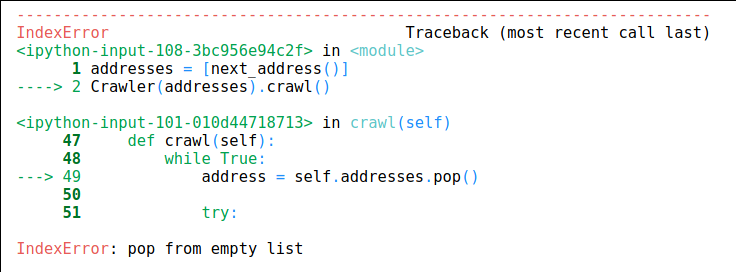 ---------------------------------------------------------------------------
IndexError                                Traceback (most recent call last)
<ipython-input-108-3bc956e94c2f> in <module>
      1 addresses = [next_address()]
----> 2 Crawler(addresses).crawl()
<ipython-input-101-010d44718713> in crawl(self)
     47     def crawl(self):
     48         while True:
---> 49             address = self.addresses.pop()
     50
     51             try:
IndexError: pop from empty list